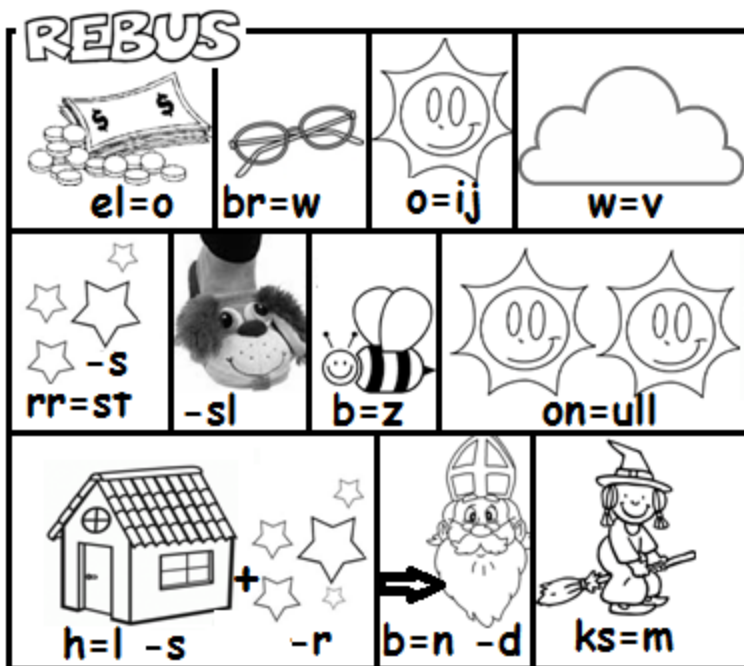 REBUS
$ $
el=o br=w o=ij w=v
-s
rr=st -sl b=z on=ull
+
h=l -s -r b=n -d ks=m